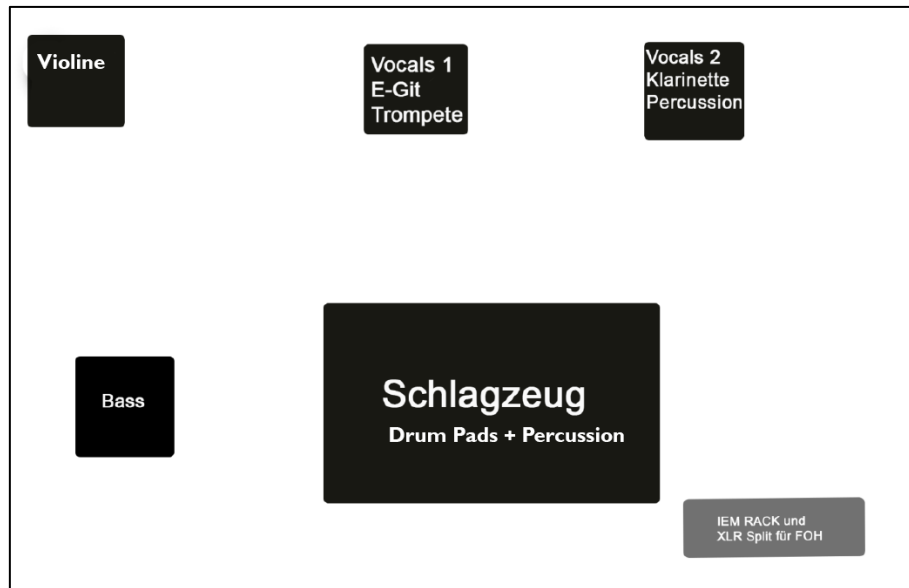 Violine
Vocals 1
E-Git
Trompete
Vocals 2
Klarinette
Percussion
Bass
Schlagzeug
Drum Pads + Percussion
IEM RACK und
XLR Split für FOH